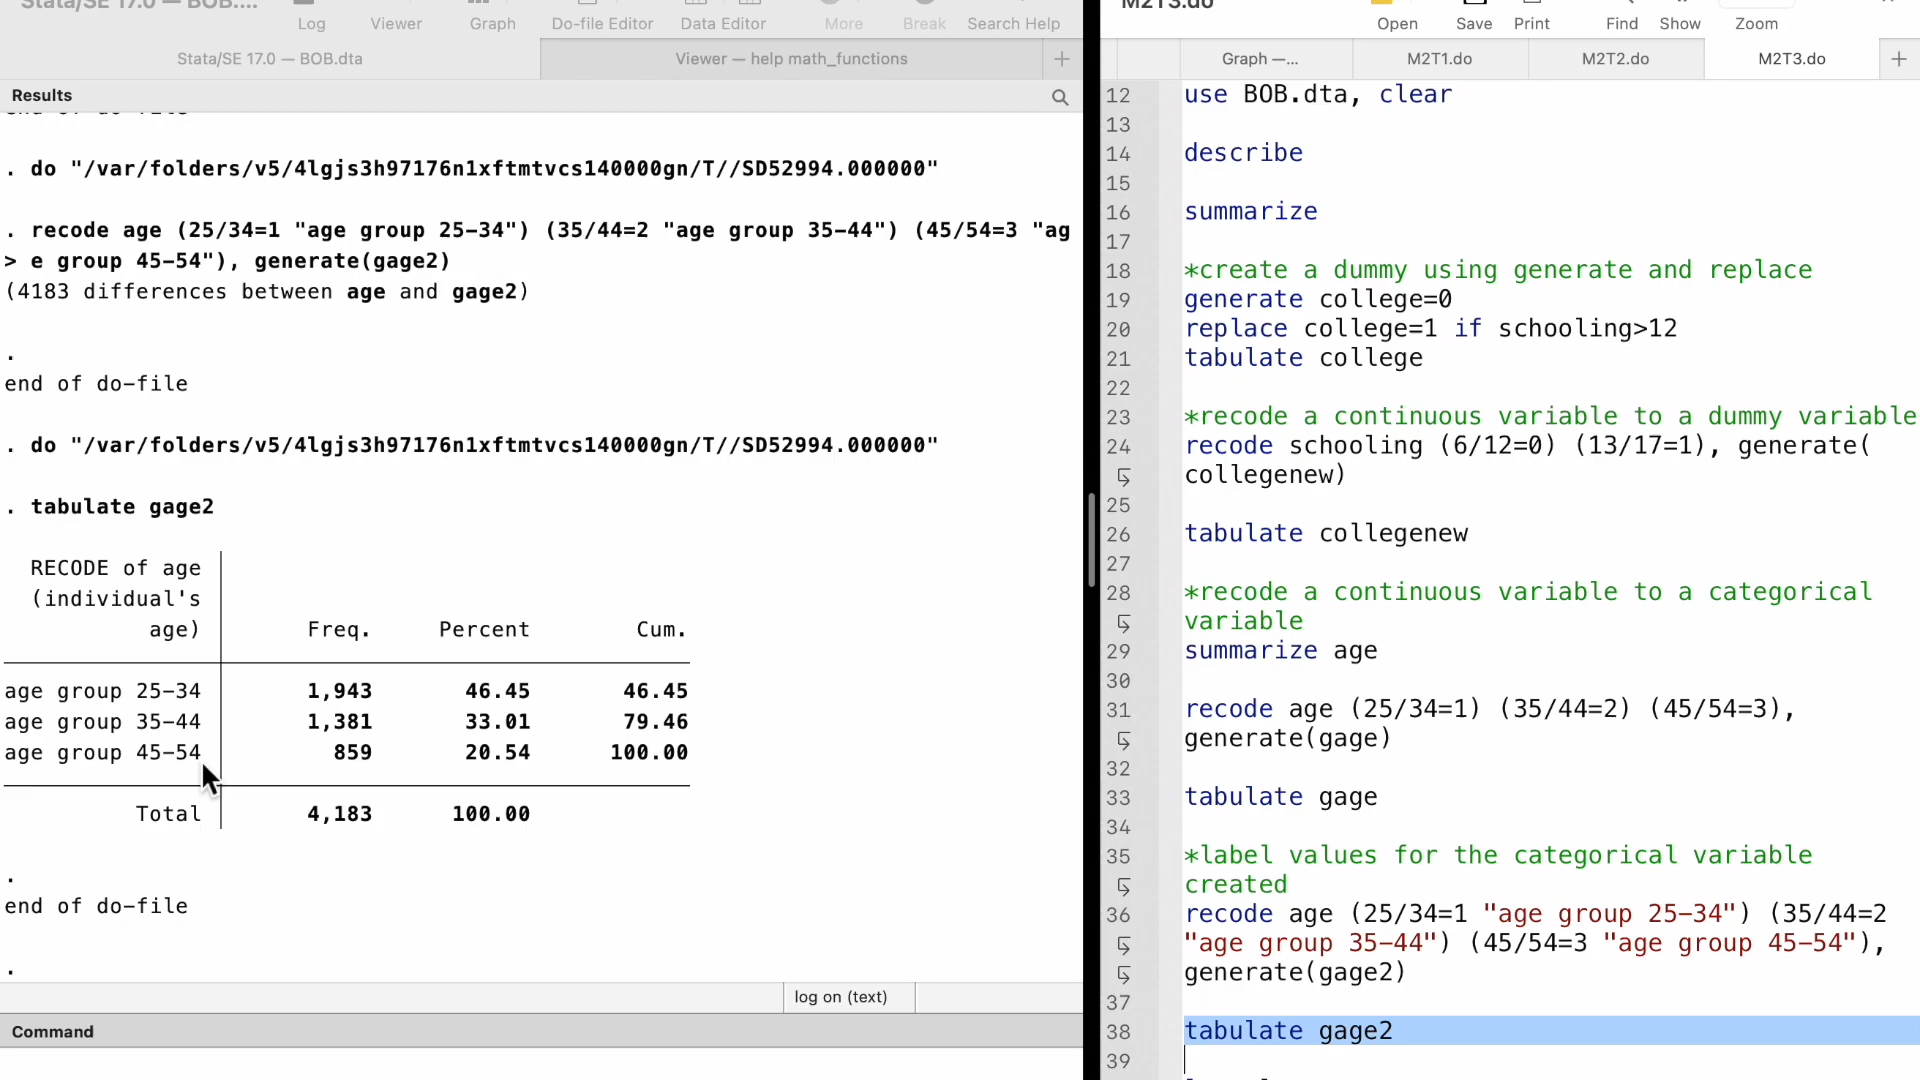 Stata/SE 17.0 — BOB....
Log
Viewer
Graph
Do-file Editor
Data Editor
More
Break
Search Help
Stata/SE 17.0 — BOB.dta
Viewer — help math_functions
Results
end of do-file
. do "/var/folders/v5/4lgjs3h97176n1xftmtvcs140000gn/T//SD52994.000000"
. recode age (25/34=1 "age group 25-34") (35/44=2 "age group 35-44") (45/54=3 "ag
> e group 45-54"), generate(gage2)
(4183 differences between age and gage2)
.
end of do-file
. do "/var/folders/v5/4lgjs3h97176n1xftmtvcs140000gn/T//SD52994.000000"
. tabulate gage2
RECODE of age
(individual's
age) Freq. Percent Cum.
age group 25-34 1,943 46.45 46.45
age group 35-44 1,381 33.01 79.46
age group 45-54 859 20.54 100.00
Total 4,183 100.00
.
end of do-file
.
log on (text)
Command
M2T3.do
Open
Save
Print
Find
Show
Zoom
Graph —...
M2T1.do
M2T2.do
M2T3.do
12 use BOB.dta, clear
13
14 describe
15
16 summarize
17
18 *create a dummy using generate and replace
19 generate college=0
20 replace college=1 if schooling>12
21 tabulate college
22
23 *recode a continuous variable to a dummy variable
24 recode schooling (6/12=0) (13/17=1), generate(
collegenew)
25
26 tabulate collegenew
27
28 *recode a continuous variable to a categorical
variable
29 summarize age
30
31 recode age (25/34=1) (35/44=2) (45/54=3),
generate(gage)
32
33 tabulate gage
34
35 *label values for the categorical variable
created
36 recode age (25/34=1 "age group 25-34") (35/44=2
"age group 35-44") (45/54=3 "age group 45-54"),
generate(gage2)
37
38 tabulate gage2
39